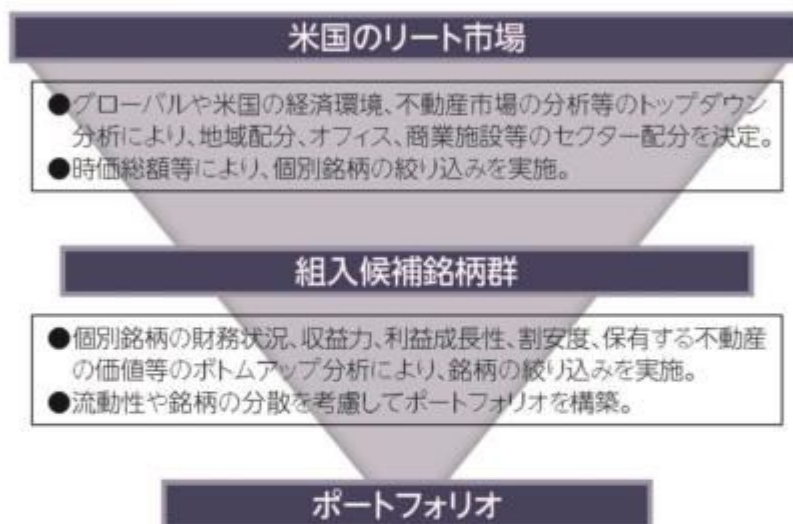 米国のリート市場
●グローバルや米国の経済環境、不動産市場の分析等のトップダウン
分析により、地域配分、オフィス、商業施設等のセクター配分を決定。
●時価総額等により、個別銘柄の絞り込みを実施。
組入候補銘柄群
●個別銘柄の財務状況、収益力、利益成長性、割安度、保有する不動産
の価値等のボトムアップ分析により、銘柄の絞り込みを実施。
●流動性や銘柄の分散を考慮してポートフォリオを構築。
ポートフォリオ